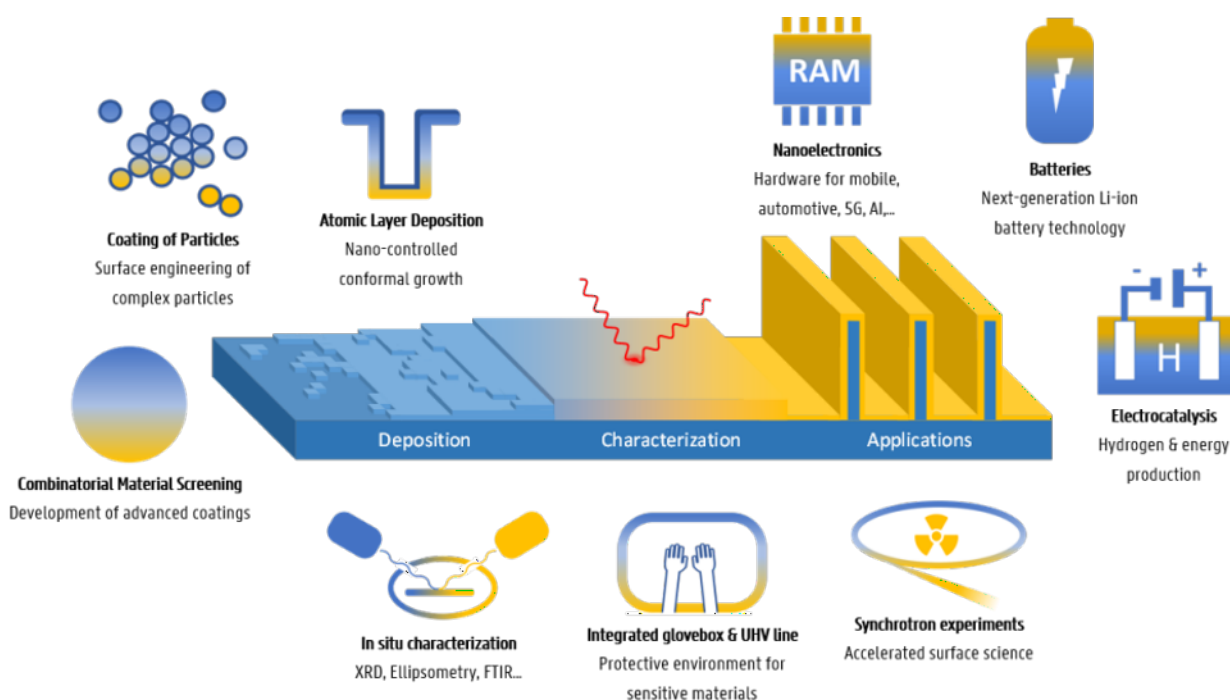 RAM
Nanoelectronics
Hardware for mobile,
automotive, 5G, AI,...
Batteries
Next-generation Li-ion
battery technology
Atomic Layer Deposition
Nano-controlled
conformal growth
Coating of Particles
Surface engineering of
complex particles
- +
H
Electrocatalysis
Hydrogen & energy
production
Deposition
Characterization
Applications
Combinatorial Material Screening
Development of advanced coatings
In situ characterization
XRD, Ellipsometry, FTIR...
Integrated glovebox & UHV line
Protective environment for
sensitive materials
Synchrotron experiments
Accelerated surface science